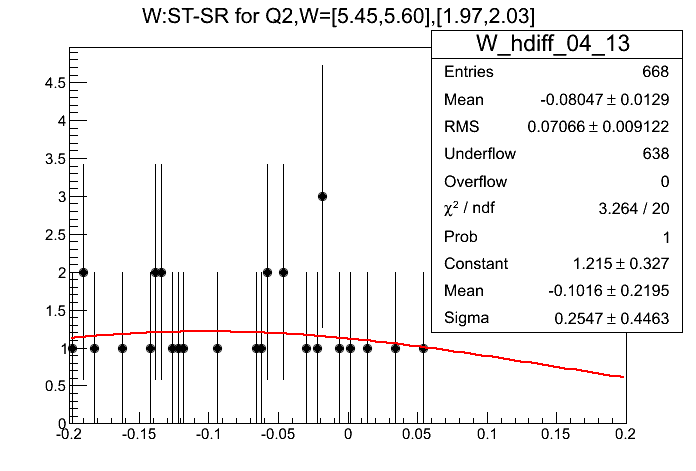 W:ST-SR for Q2,W=[5.45,5.60],[1.97,2.03]
W_hdiff_04_13
Entries 668
Mean -0.08047 ± 0.0129
RMS 0.07066 ± 0.009122
Underflow 638
Overflow 0
χ² / ndf 3.264 / 20
Prob 1
Constant 1.215 ± 0.327
Mean -0.1016 ± 0.2195
Sigma 0.2547 ± 0.4463
4.5
4
3.5
3
2.5
2
1.5
1
0.5
0
-0.2 -0.15 -0.1 -0.05 0 0.05 0.1 0.15 0.2